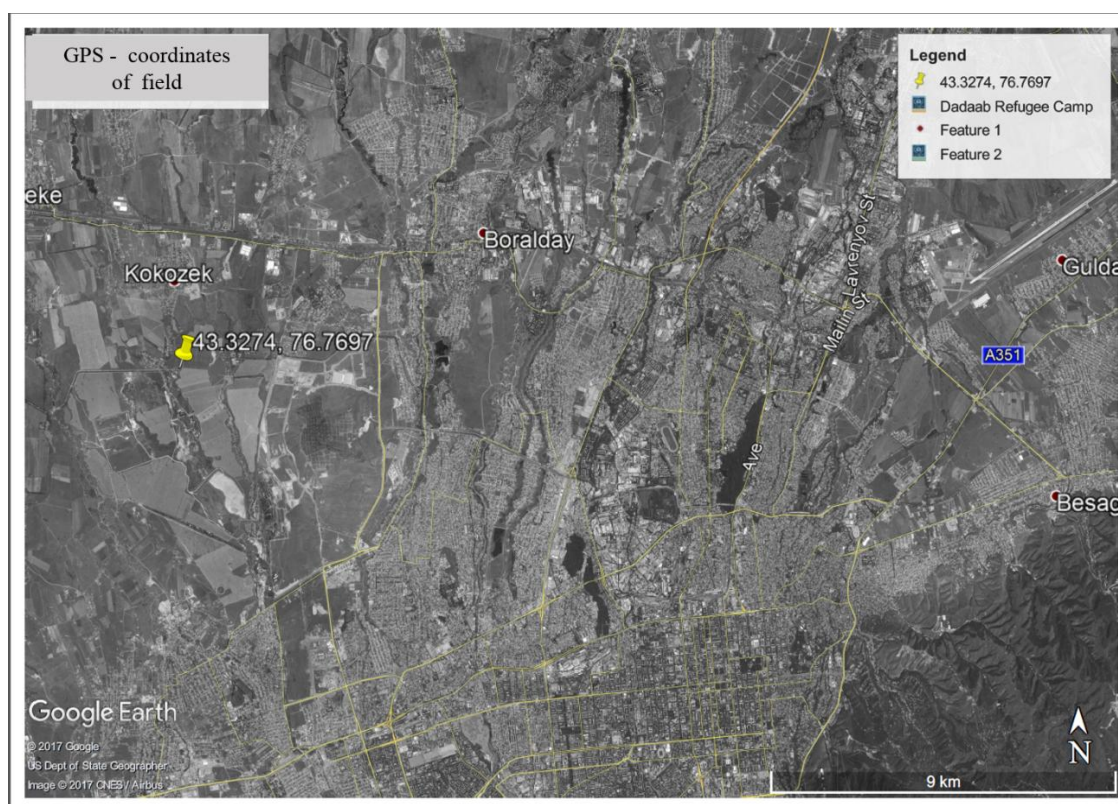 GPS - coordinates
of field
Legend
43.3274, 76.7697
Dadaab Refugee Camp
Feature 1
Feature 2
eke
Boralday
Kokozek
Gulda
43.3274, 76.7697
Mailin St
A351
Ave
Besag
Google Earth
© 2017 Google
US Dept of State Geographer
Image © 2017 CNES / Airbus
N
9 km